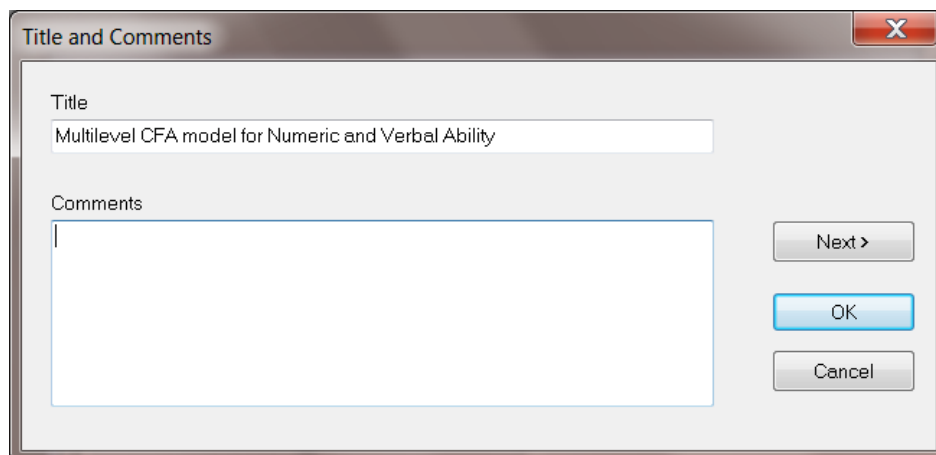 Title and Comments
Title
Multilevel CFA model for Numeric and Verbal Ability
Comments
Next >
OK
Cancel